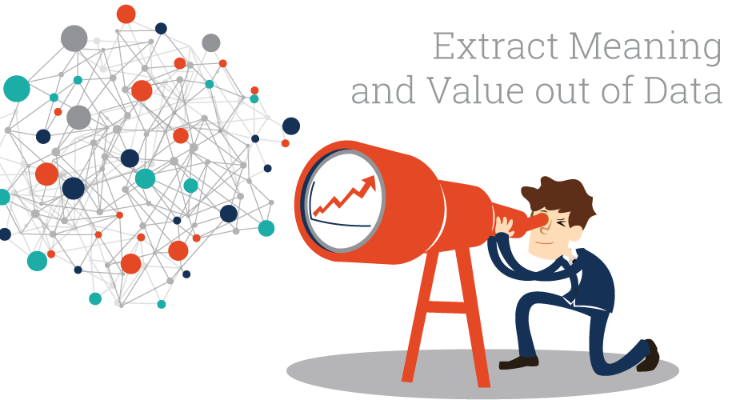 Extract Meaning
and Value out of Data